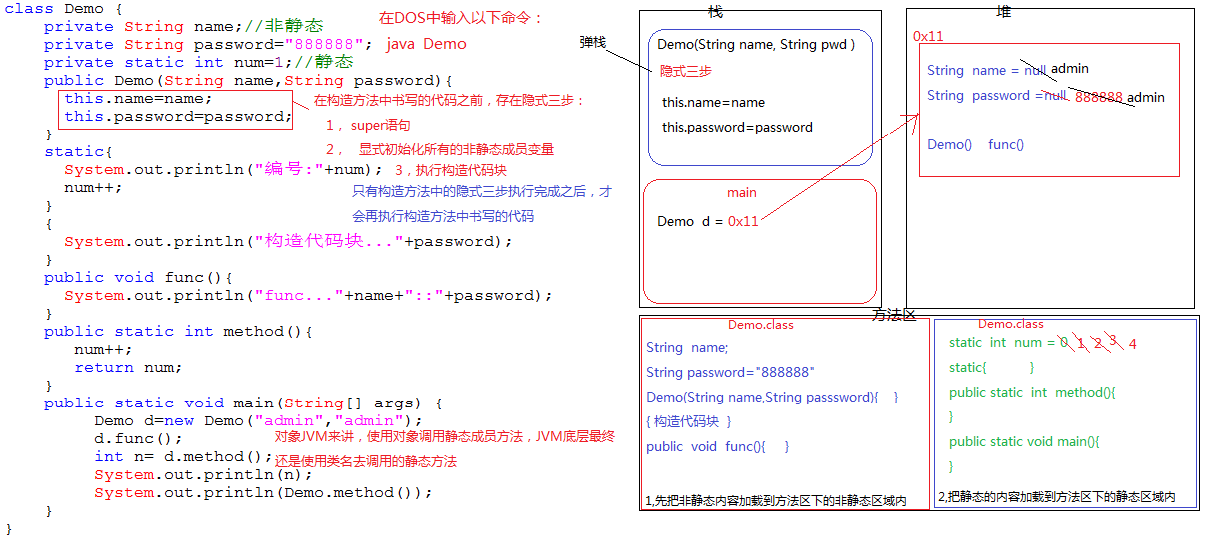 class Demo {
private String name;//非静态
在DOS中输入以下命令：
private String password="888888"; java Demo
private static int num=1;//静态
public Demo(String name,String password){
this.name=name;
在构造方法中书写的代码之前，存在隐式三步：
this.password=password;
1， super语句
}
2， 显式初始化所有的非静态成员变量
static{
System.out.println("编号:"+num); 3，执行构造代码块
num++;
只有构造方法中的隐式三步执行完成之后，才
}
会再执行构造方法中书写的代码
{
System.out.println("构造代码块..."+password);
}
public void func(){
System.out.println("func..."+name+"::"+password);
}
public static int method(){
num++;
return num;
}
public static void main(String[] args) {
Demo d=new Demo("admin","admin");
d.func();
对象JVM来讲，使用对象调用静态成员方法，JVM底层最终
int n= d.method();
还是使用类名去调用的静态方法
System.out.println(n);
System.out.println(Demo.method());
}
}
栈
弹栈
Demo(String name, String pwd )
隐式三步
this.name=name
this.password=password
main
Demo d = 0x11
堆
0x11
String name = null admin
String password =null 888888 admin
Demo() func()
方法区
Demo.class
String name;
String password="888888"
Demo(String name,String passsword){ }
{ 构造代码块 }
public void func(){ }
1,先把非静态内容加载到方法区下的非静态区域内
Demo.class
static int num = 0 1 2 3 4
static{ }
public static int method(){
}
public static void main(){
}
2,把静态的内容加载到方法区下的静态区域内